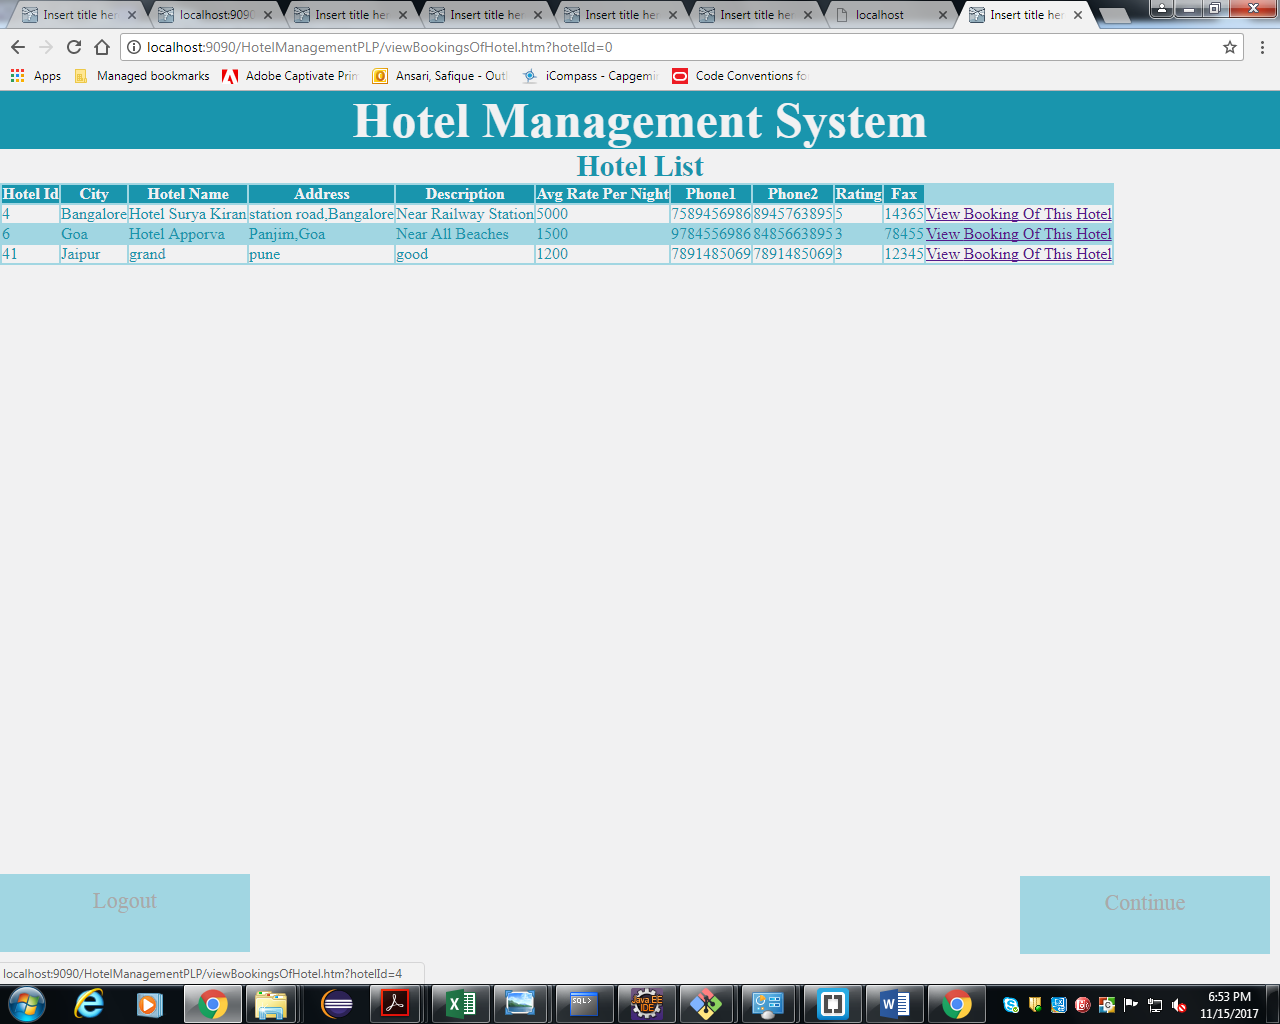 Insert title her localhost:9090 Insert title her Insert title her Insert title her Insert title her localhost Insert title her
localhost:9090/HotelManagementPLP/viewBookingsOfHotel.htm?hotelId=0
Apps Managed bookmarks Adobe Captivate Prim Ansari, Safique - Outl iCompass - Capgemi Code Conventions fo
Hotel Management System
Hotel List
Hotel Id City Hotel Name Address Description Avg Rate Per Night Phone1 Phone2 Rating Fax
4 Bangalore Hotel Surya Kiran station road,Bangalore Near Railway Station 5000 7589456986 8945763895 5 14365 View Booking Of This Hotel
6 Goa Hotel Apporva Panjim,Goa Near All Beaches 1500 9784556986 8485663895 3 78455 View Booking Of This Hotel
41 Jaipur grand pune good 1200 7891485069 7891485069 3 12345 View Booking Of This Hotel
Logout
Continue
localhost:9090/HotelManagementPLP/viewBookingsOfHotel.htm?hotelId=4
SQL>
Java EE
IDE
6:53 PM
11/15/2017